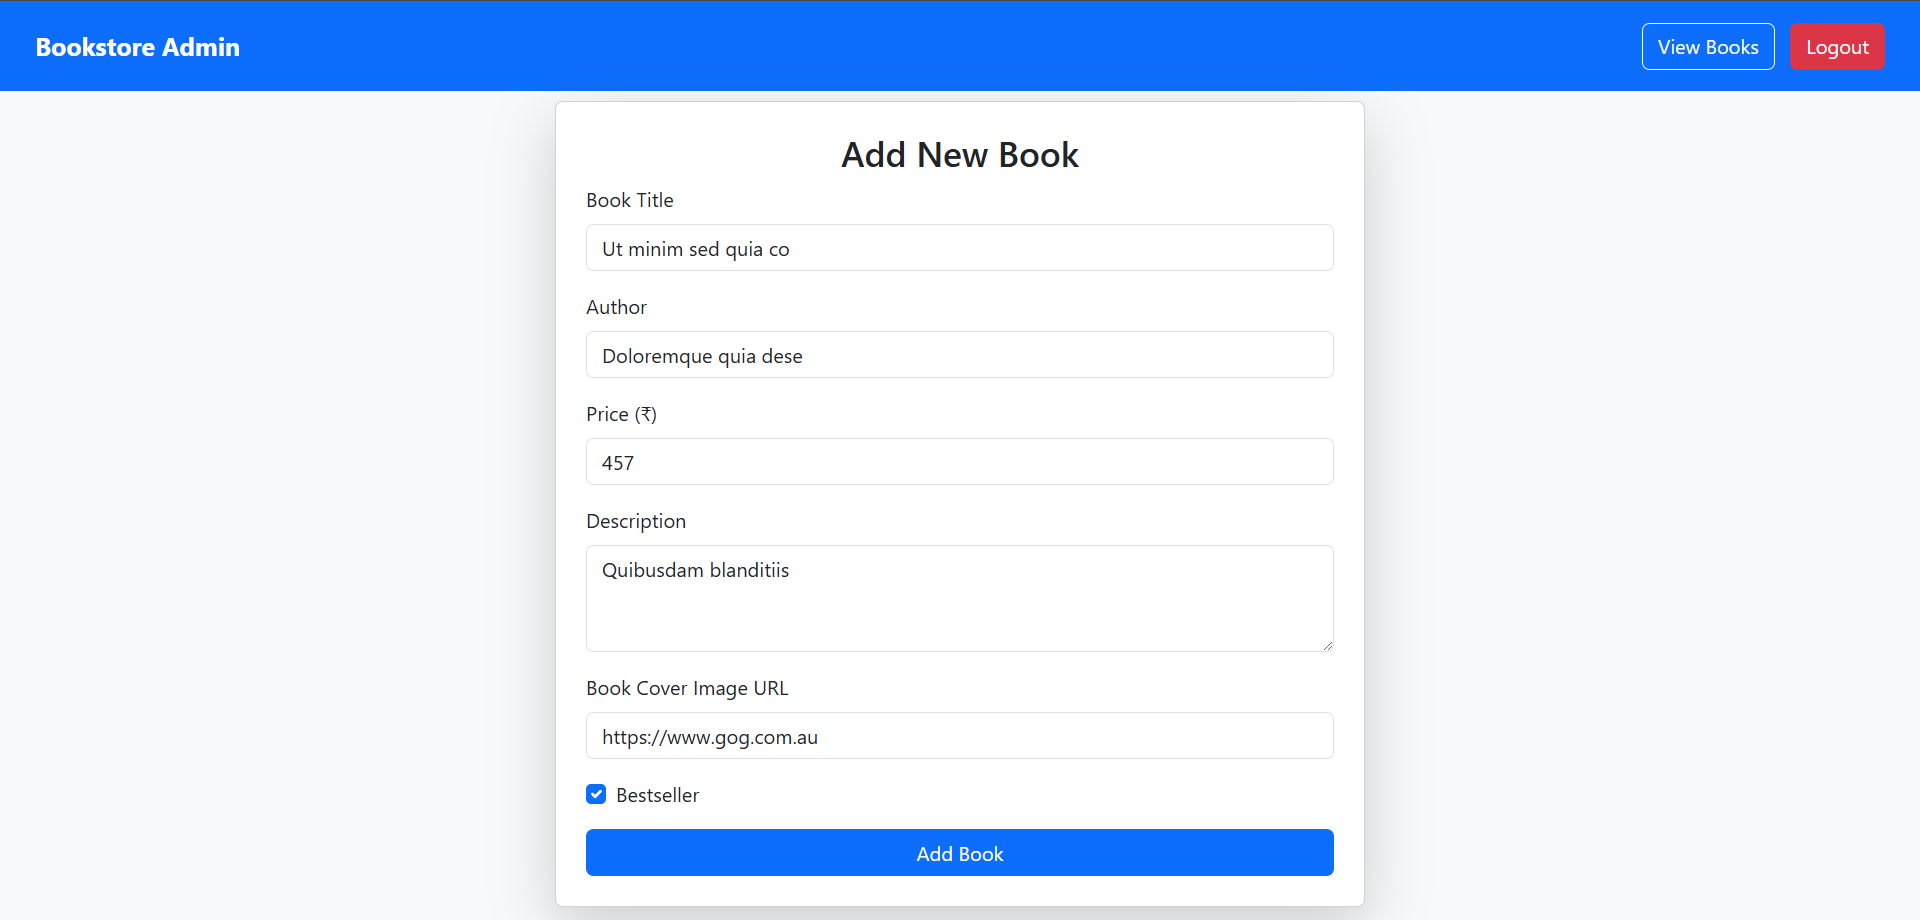 Bookstore Admin
View Books
Logout
Add New Book
Book Title
Ut minim sed quia co
Author
Doloremque quia dese
Price (₹)
457
Description
Quibusdam blanditiis
Book Cover Image URL
https://www.gog.com.au
Bestseller
Add Book